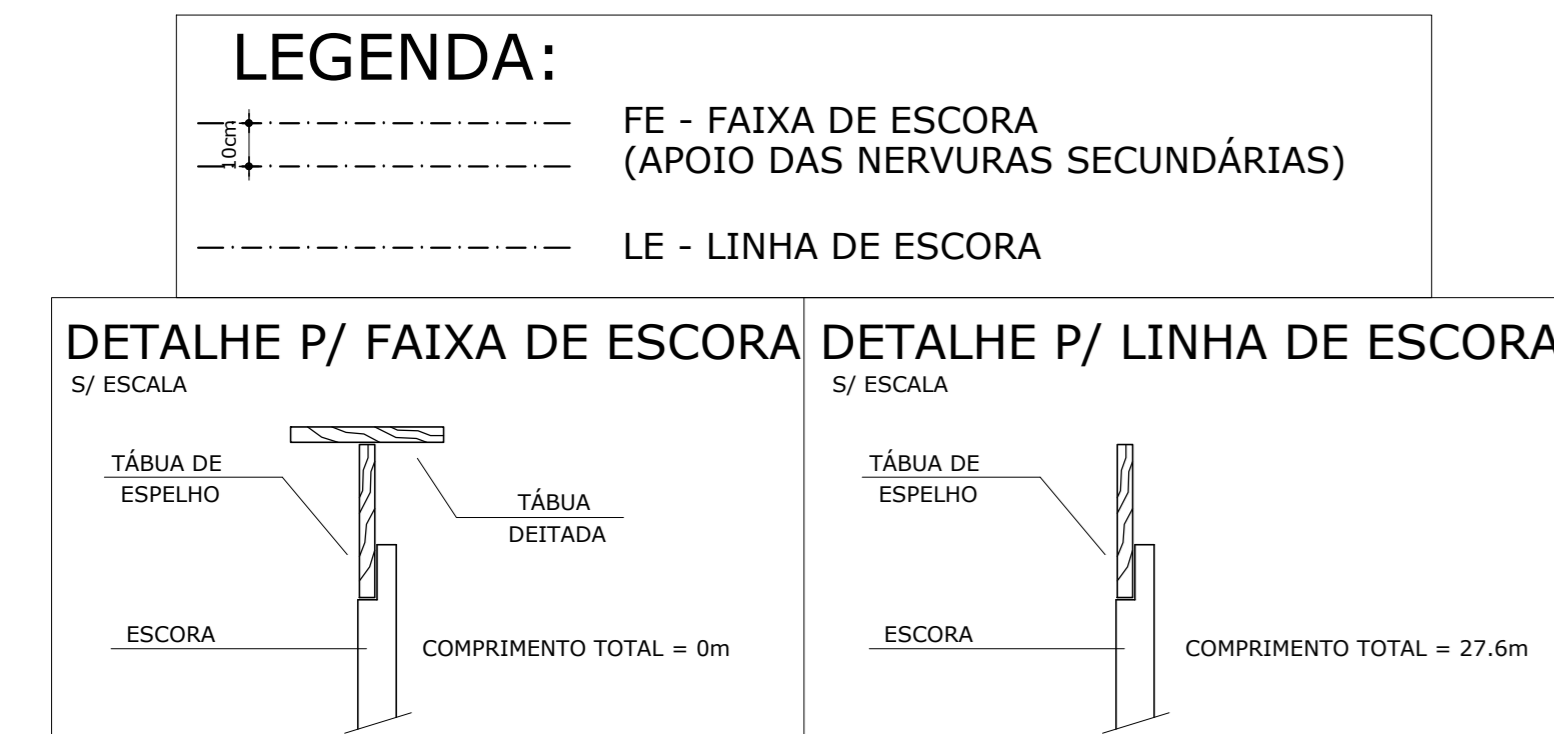 LEGENDA:
10cm
FE - FAIXA DE ESCORA
(APOIO DAS NERVURAS SECUNDÁRIAS)
LE - LINHA DE ESCORA
DETALHE P/ FAIXA DE ESCORA
S/ ESCALA
TÁBUA DE
ESPELHO
TÁBUA
DEITADA
ESCORA
COMPRIMENTO TOTAL = 0m
DETALHE P/ LINHA DE ESCORA
S/ ESCALA
TÁBUA DE
ESPELHO
ESCORA
COMPRIMENTO TOTAL = 27.6m